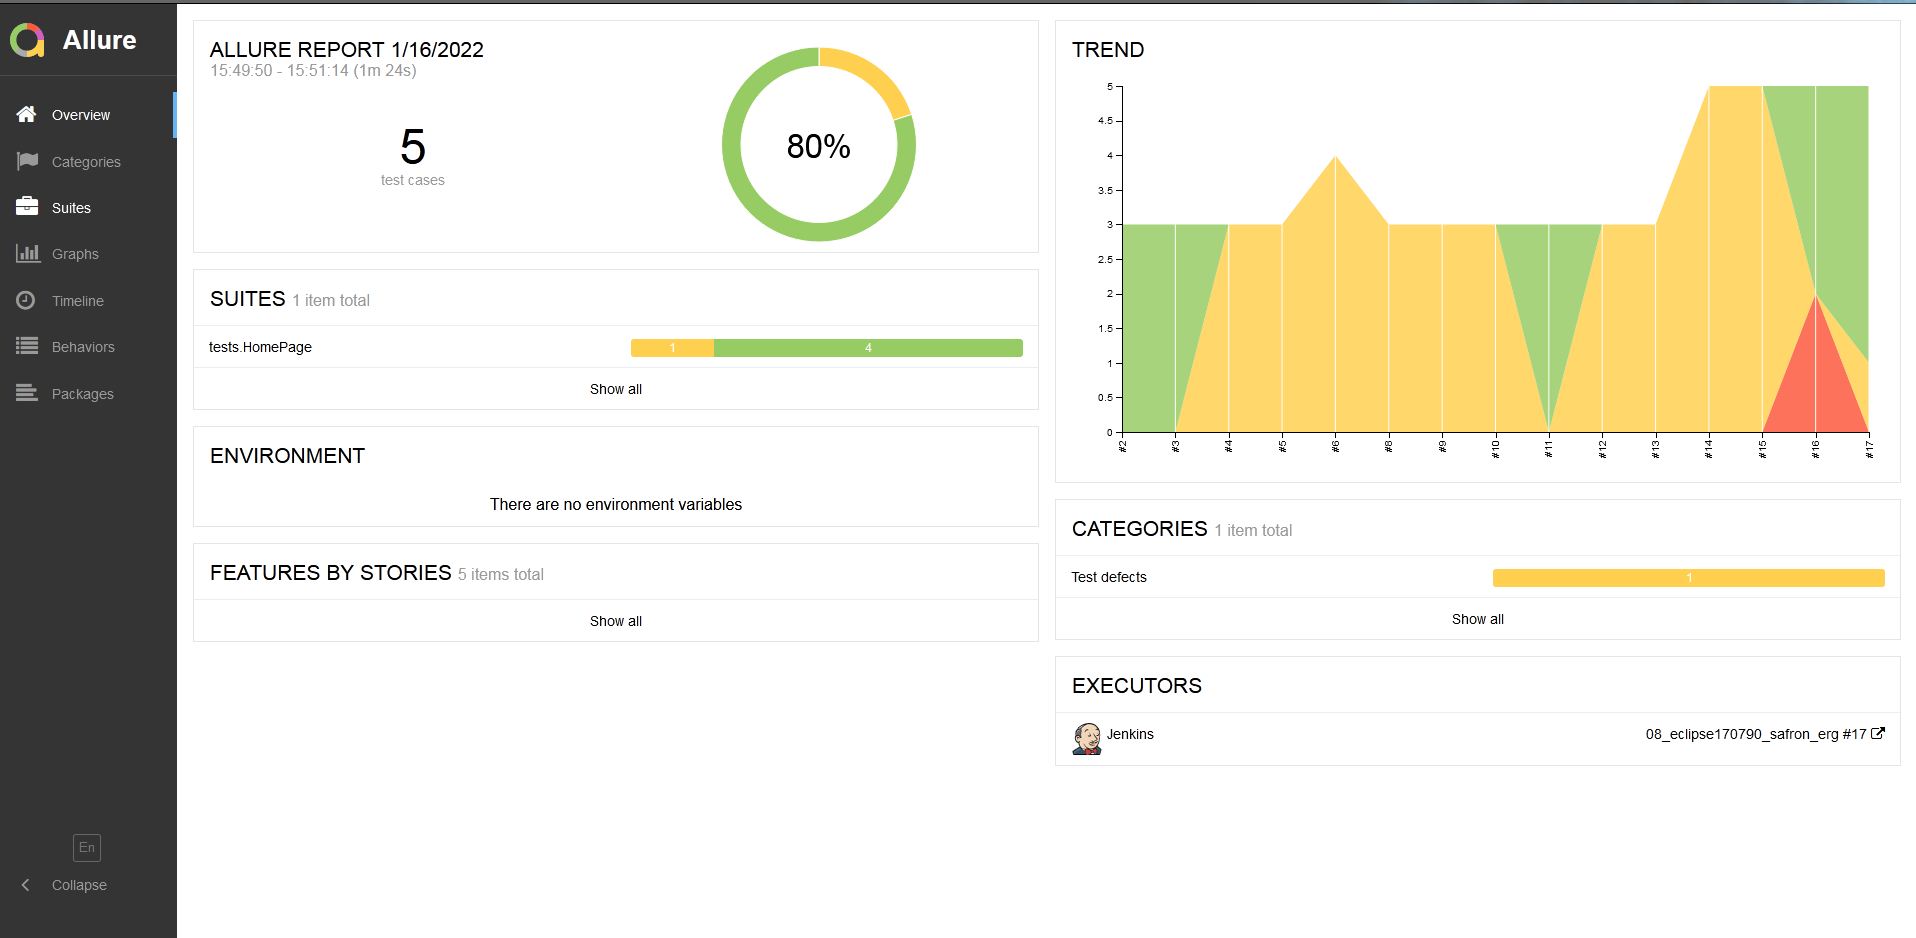 Allure
Overview
Categories
Suites
Graphs
Timeline
Behaviors
Packages
En
Collapse
ALLURE REPORT 1/16/2022
15:49:50 - 15:51:14 (1m 24s)
5
test cases
80%
SUITES 1 item total
tests.HomePage 1 4
Show all
ENVIRONMENT
There are no environment variables
FEATURES BY STORIES 5 items total
Show all
TREND
5
4.5
4
3.5
3
2.5
2
1.5
1
0.5
0
#2 #3 #4 #5 #6 #8 #9 #10 #11 #12 #13 #14 #15 #16 #17
CATEGORIES 1 item total
Test defects 1
Show all
EXECUTORS
Jenkins 08_eclipse170790_safron_erg #17